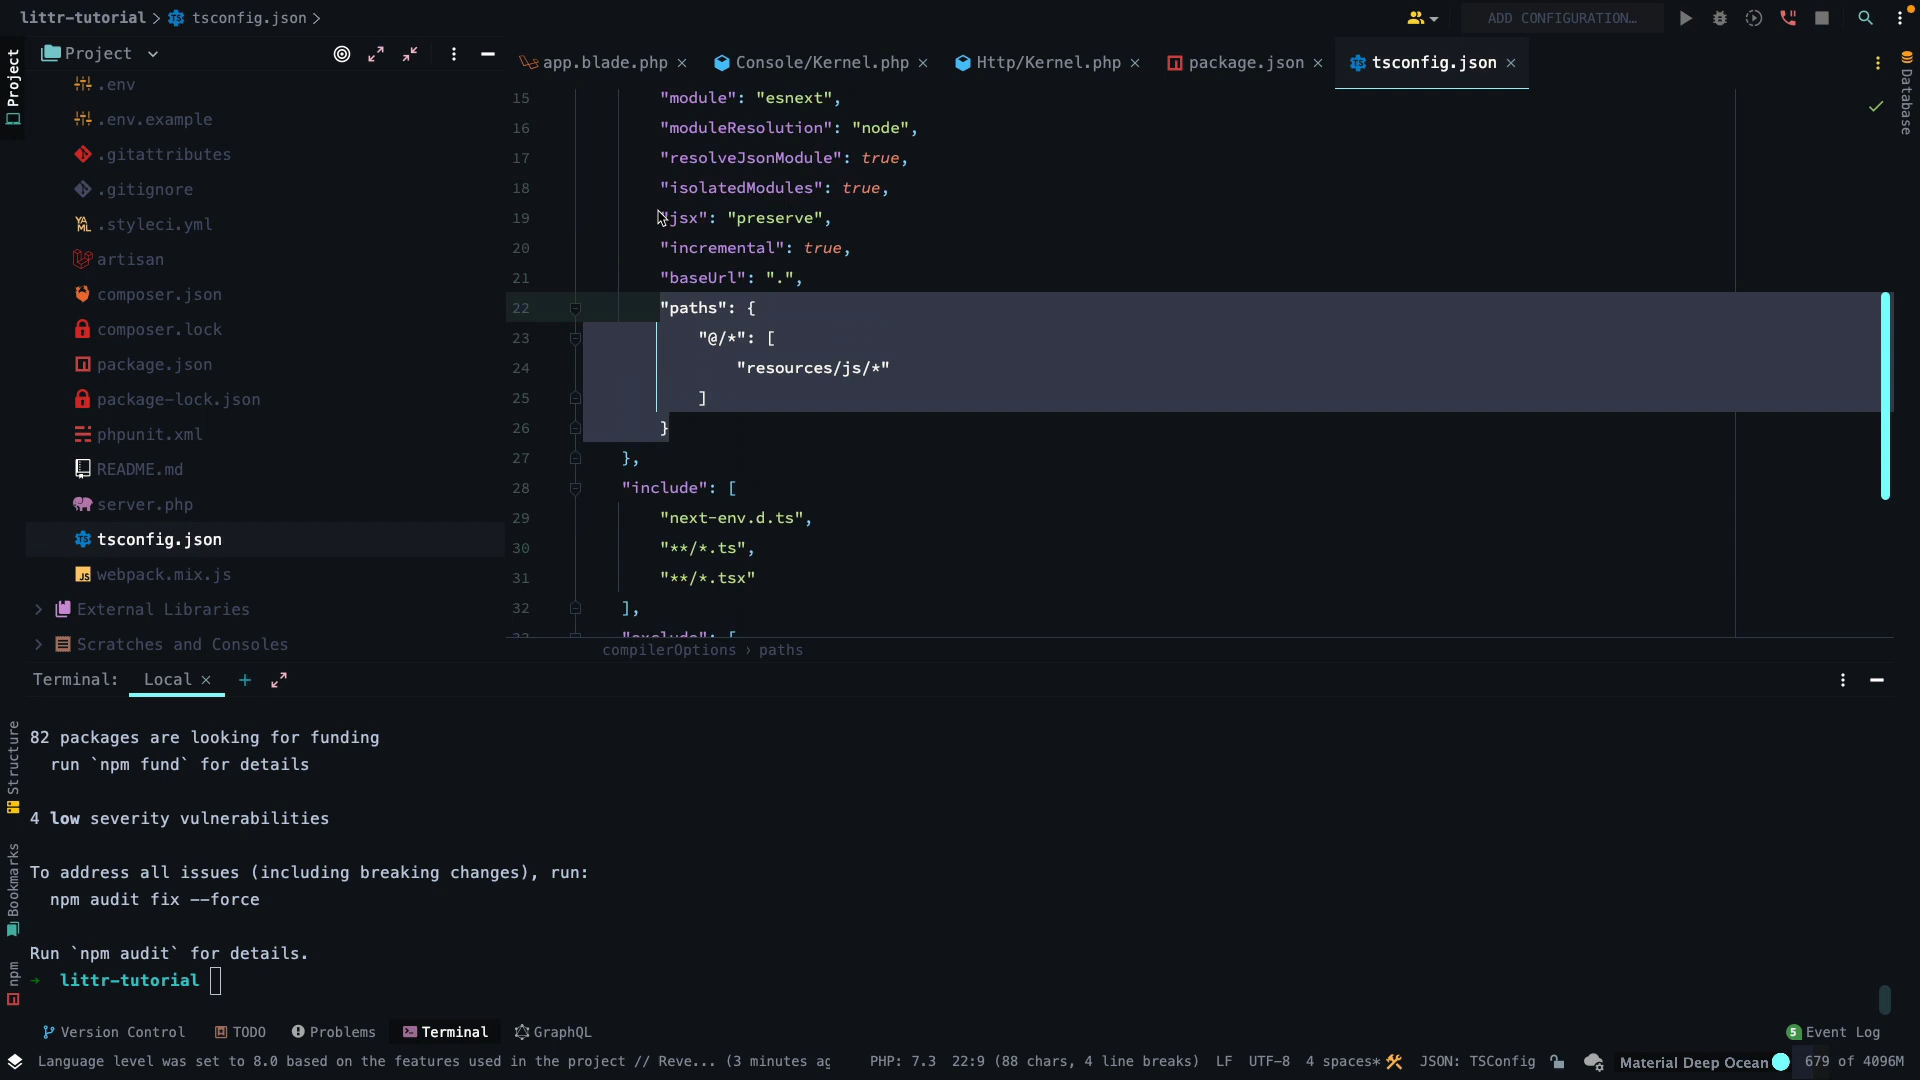 littr-tutorial > tsconfig.json >
ADD CONFIGURATION…
Project
Project
app.blade.php × Console/Kernel.php × Http/Kernel.php × package.json × tsconfig.json ×
Database
.env
.env.example
.gitattributes
.gitignore
.styleci.yml
artisan
composer.json
composer.lock
package.json
package-lock.json
phpunit.xml
README.md
server.php
tsconfig.json
webpack.mix.js
External Libraries
Scratches and Consoles
15 "module": "esnext",
16 "moduleResolution": "node",
17 "resolveJsonModule": true,
18 "isolatedModules": true,
19 "jsx": "preserve",
20 "incremental": true,
21 "baseUrl": ".",
22 "paths": {
23 "@/*": [
24 "resources/js/*"
25 ]
26 }
27 },
28 "include": [
29 "next-env.d.ts",
30 "**/*.ts",
31 "**/*.tsx"
32 ],
33 "exclude": [
compilerOptions › paths
Terminal: Local × +
Structure
Bookmarks
npm
82 packages are looking for funding
run `npm fund` for details
4 low severity vulnerabilities
To address all issues (including breaking changes), run:
npm audit fix --force
Run `npm audit` for details.
→ littr-tutorial
Version Control TODO Problems Terminal GraphQL 5 Event Log
Language level was set to 8.0 based on the features used in the project // Reve... (3 minutes ag PHP: 7.3 22:9 (88 chars, 4 line breaks) LF UTF-8 4 spaces* JSON: TSConfig Material Deep Ocean 679 of 4096M